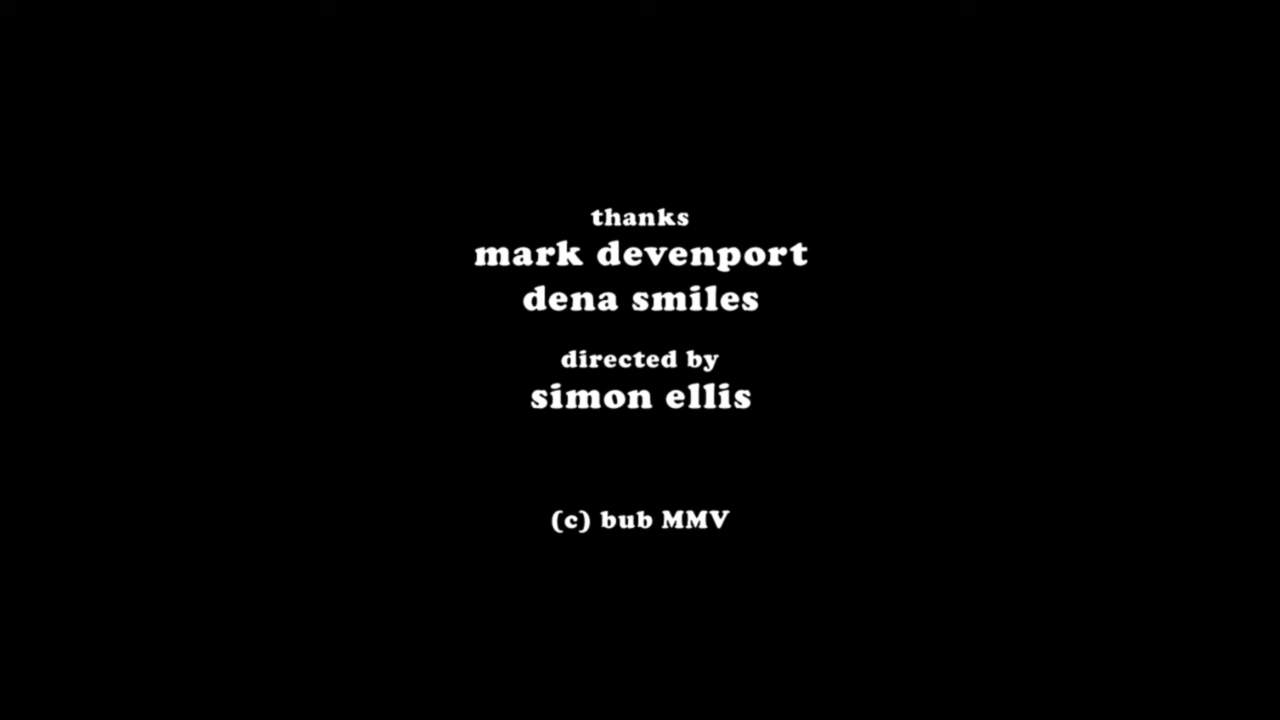 thanks
mark devenport
dena smiles
directed by
simon ellis
(c) bub MMV